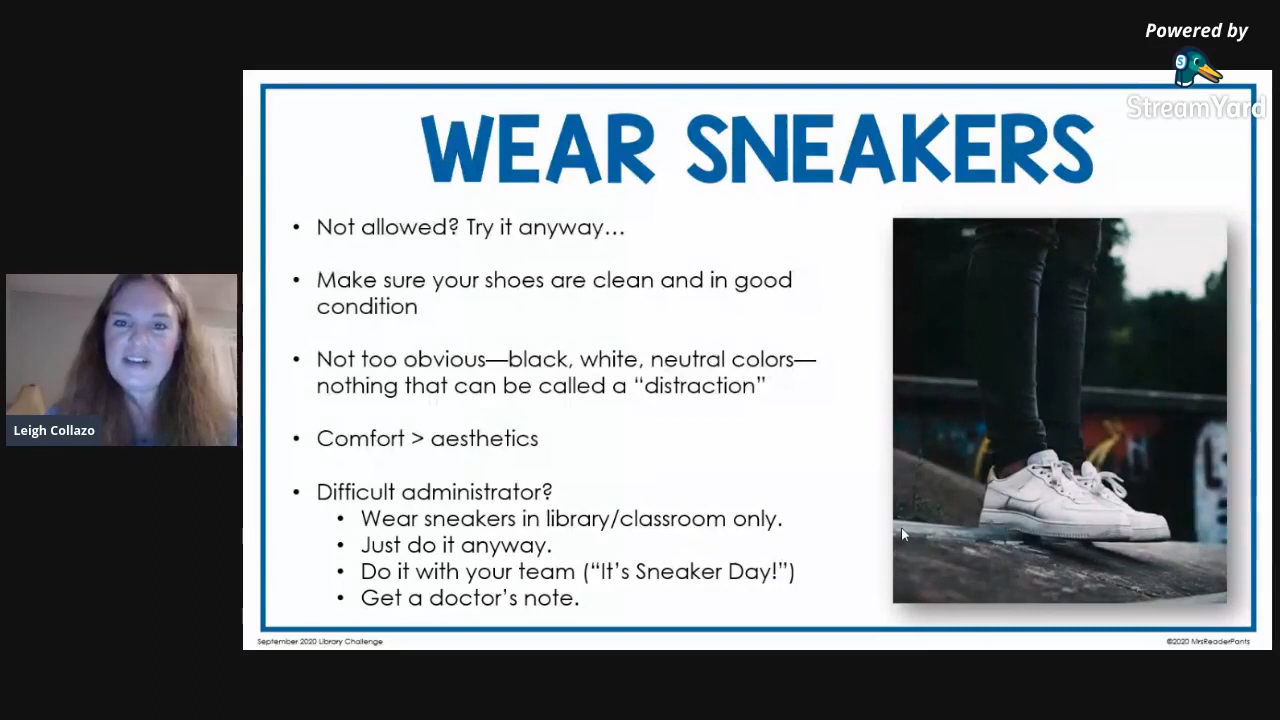 Powered by
StreamYard
WEAR SNEAKERS
• Not allowed? Try it anyway…
• Make sure your shoes are clean and in good
condition
• Not too obvious—black, white, neutral colors—
nothing that can be called a “distraction”
• Comfort > aesthetics
• Difficult administrator?
• Wear sneakers in library/classroom only.
• Just do it anyway.
• Do it with your team (“It’s Sneaker Day!”)
• Get a doctor’s note.
Leigh Collazo
September 2020 Library Challenge
©2020 MrsReaderPants